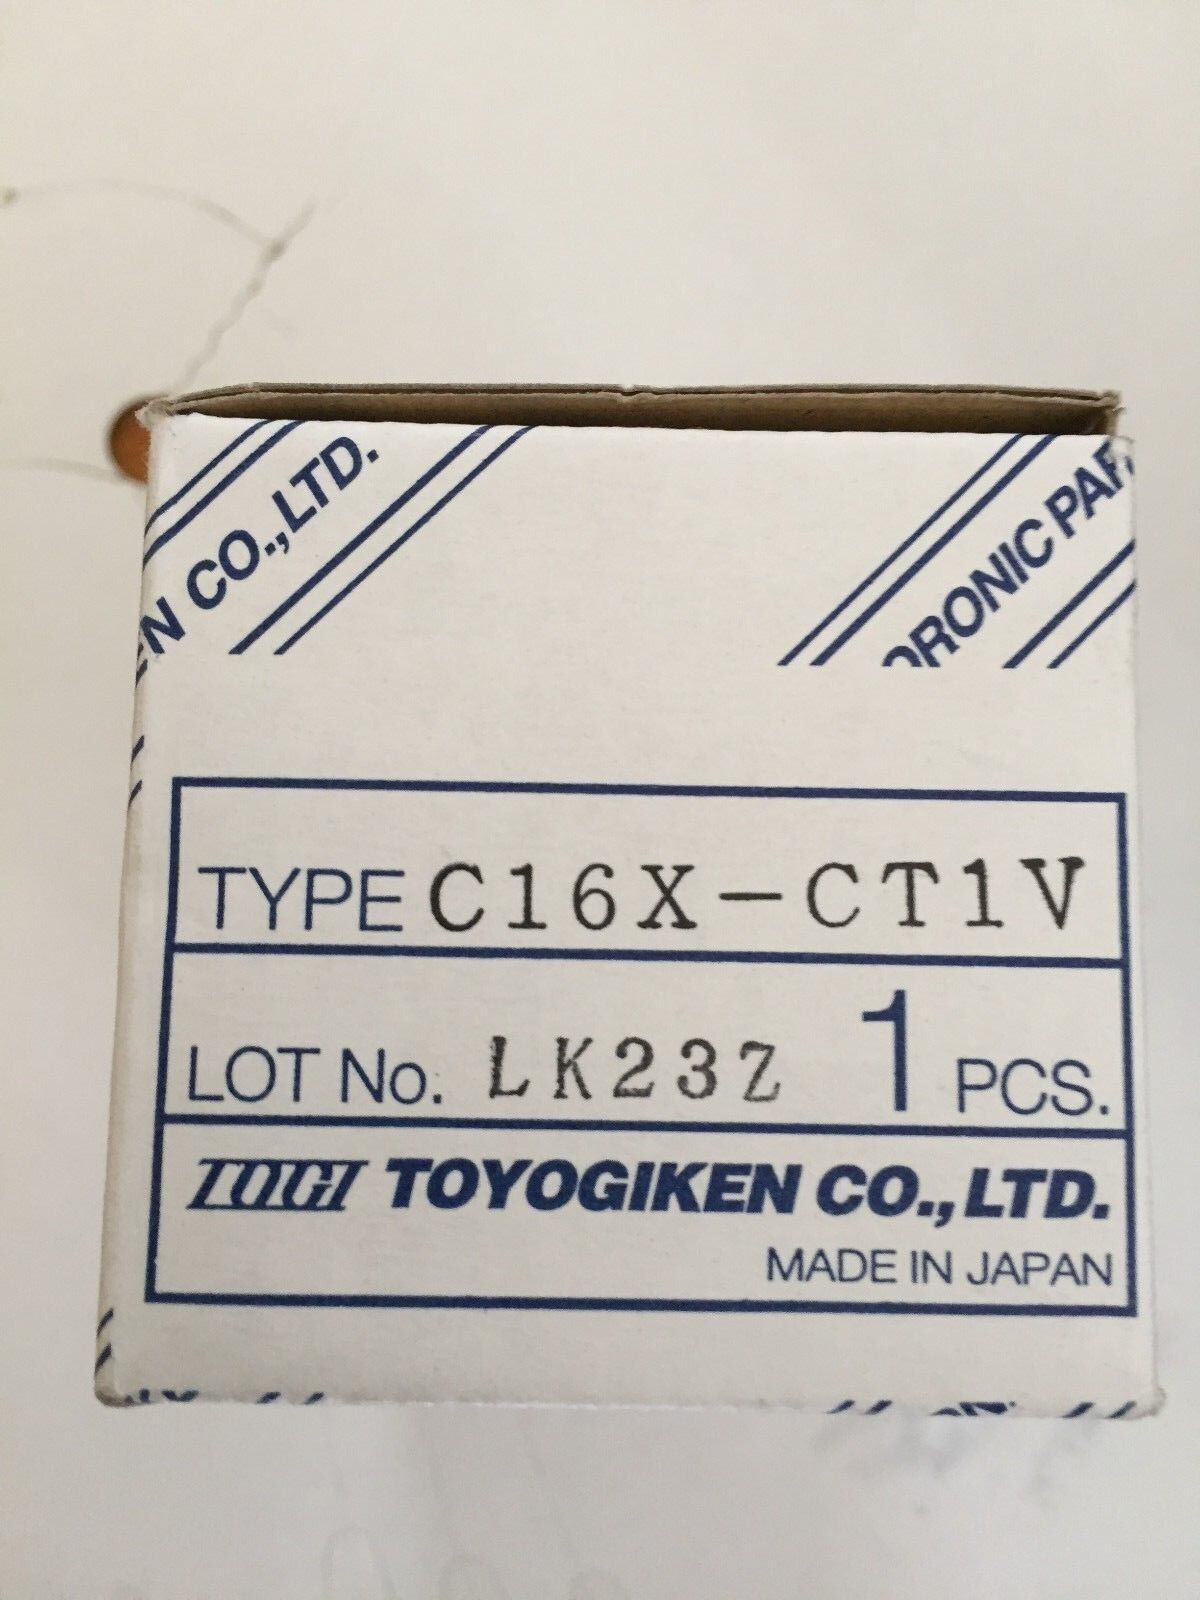 EN CO.,LTD.
ORONIC PAR
TYPE C16X-CT1V
LOT No. LK23Z 1 PCS.
TOGI TOYOGIKEN CO., LTD.
MADE IN JAPAN